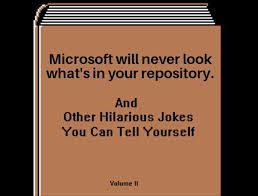 Microsoft will never look
what's in your repository.
And
Other Hilarious Jokes
You Can Tell Yourself
Volume II